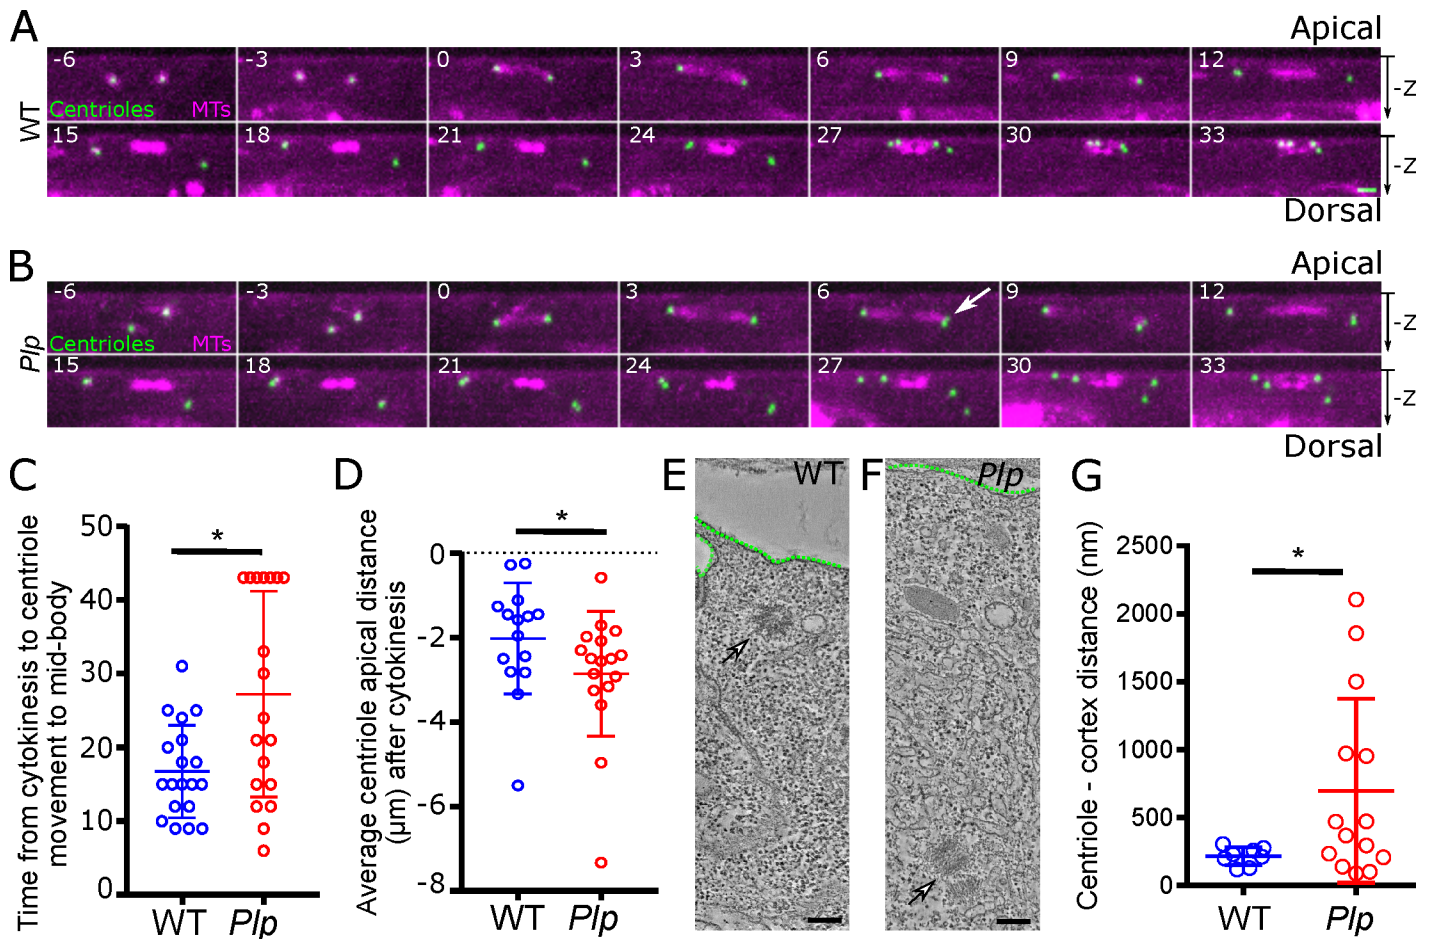 A
Apical
-6 -3 0 3 6 9 12
Centrioles MTs
WT
-Z
15 18 21 24 27 30 33
-Z
Dorsal
B
Apical
-6 -3 0 3 6 9 12
Centrioles MTs
Plp
-Z
15 18 21 24 27 30 33
-Z
Dorsal
C
Time from cytokinesis to centriole
movement to mid-body
50
40
30
20
10
0
*
WT Plp
D
Average centriole apical distance
(µm) after cytokinesis
0
-2
-4
-6
-8
*
WT Plp
E
WT
F
Plp
G
Centriole - cortex distance (nm)
2500
2000
1500
1000
500
0
*
WT Plp